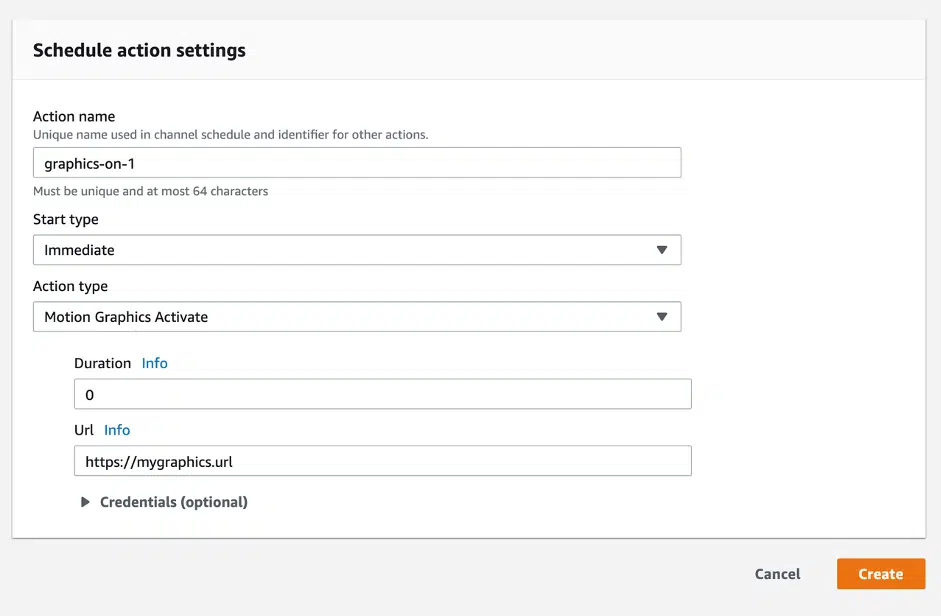 Schedule action settings
Action name
Unique name used in channel schedule and identifier for other actions.
graphics-on-1
Must be unique and at most 64 characters
Start type
Immediate
Action type
Motion Graphics Activate
Duration Info
0
Url Info
https://mygraphics.url
Credentials (optional)
Cancel Create